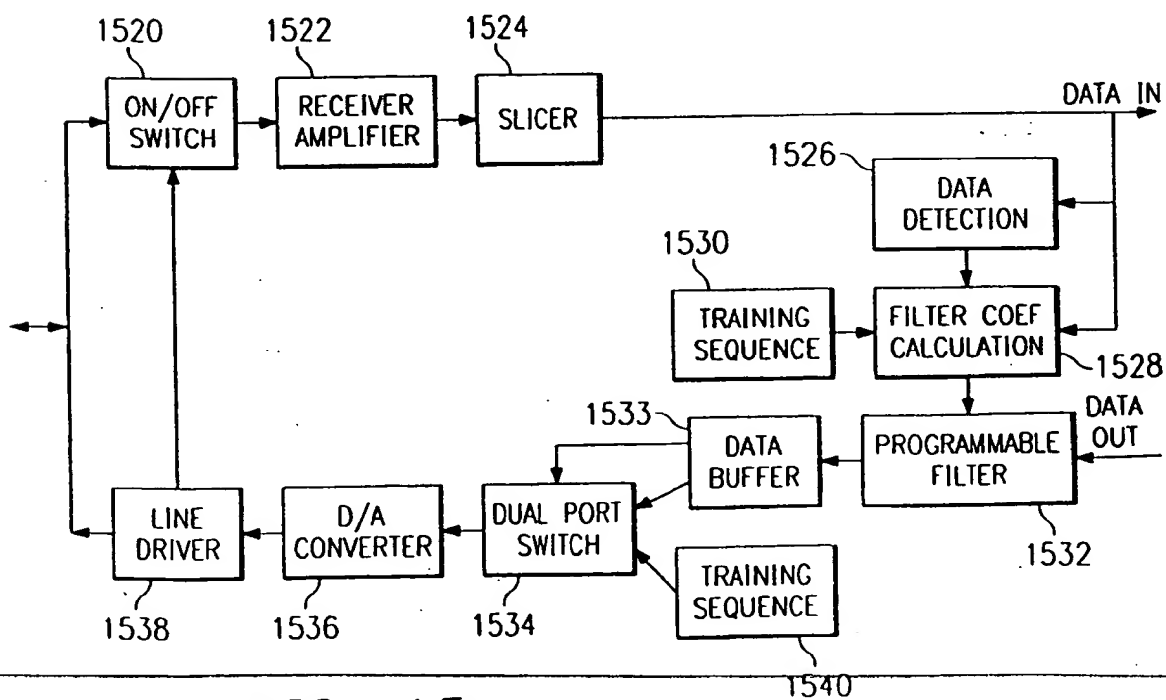 1520
1522
1524
ON/OFF
SWITCH
RECEIVER
AMPLIFIER
SLICER
DATA IN
1526
DATA
DETECTION
1530
TRAINING
SEQUENCE
FILTER COEF
CALCULATION
1528
1533
DATA
BUFFER
PROGRAMMABLE
FILTER
DATA
OUT
1532
LINE
DRIVER
D/A
CONVERTER
DUAL PORT
SWITCH
TRAINING
SEQUENCE
1538
1536
1534
1540